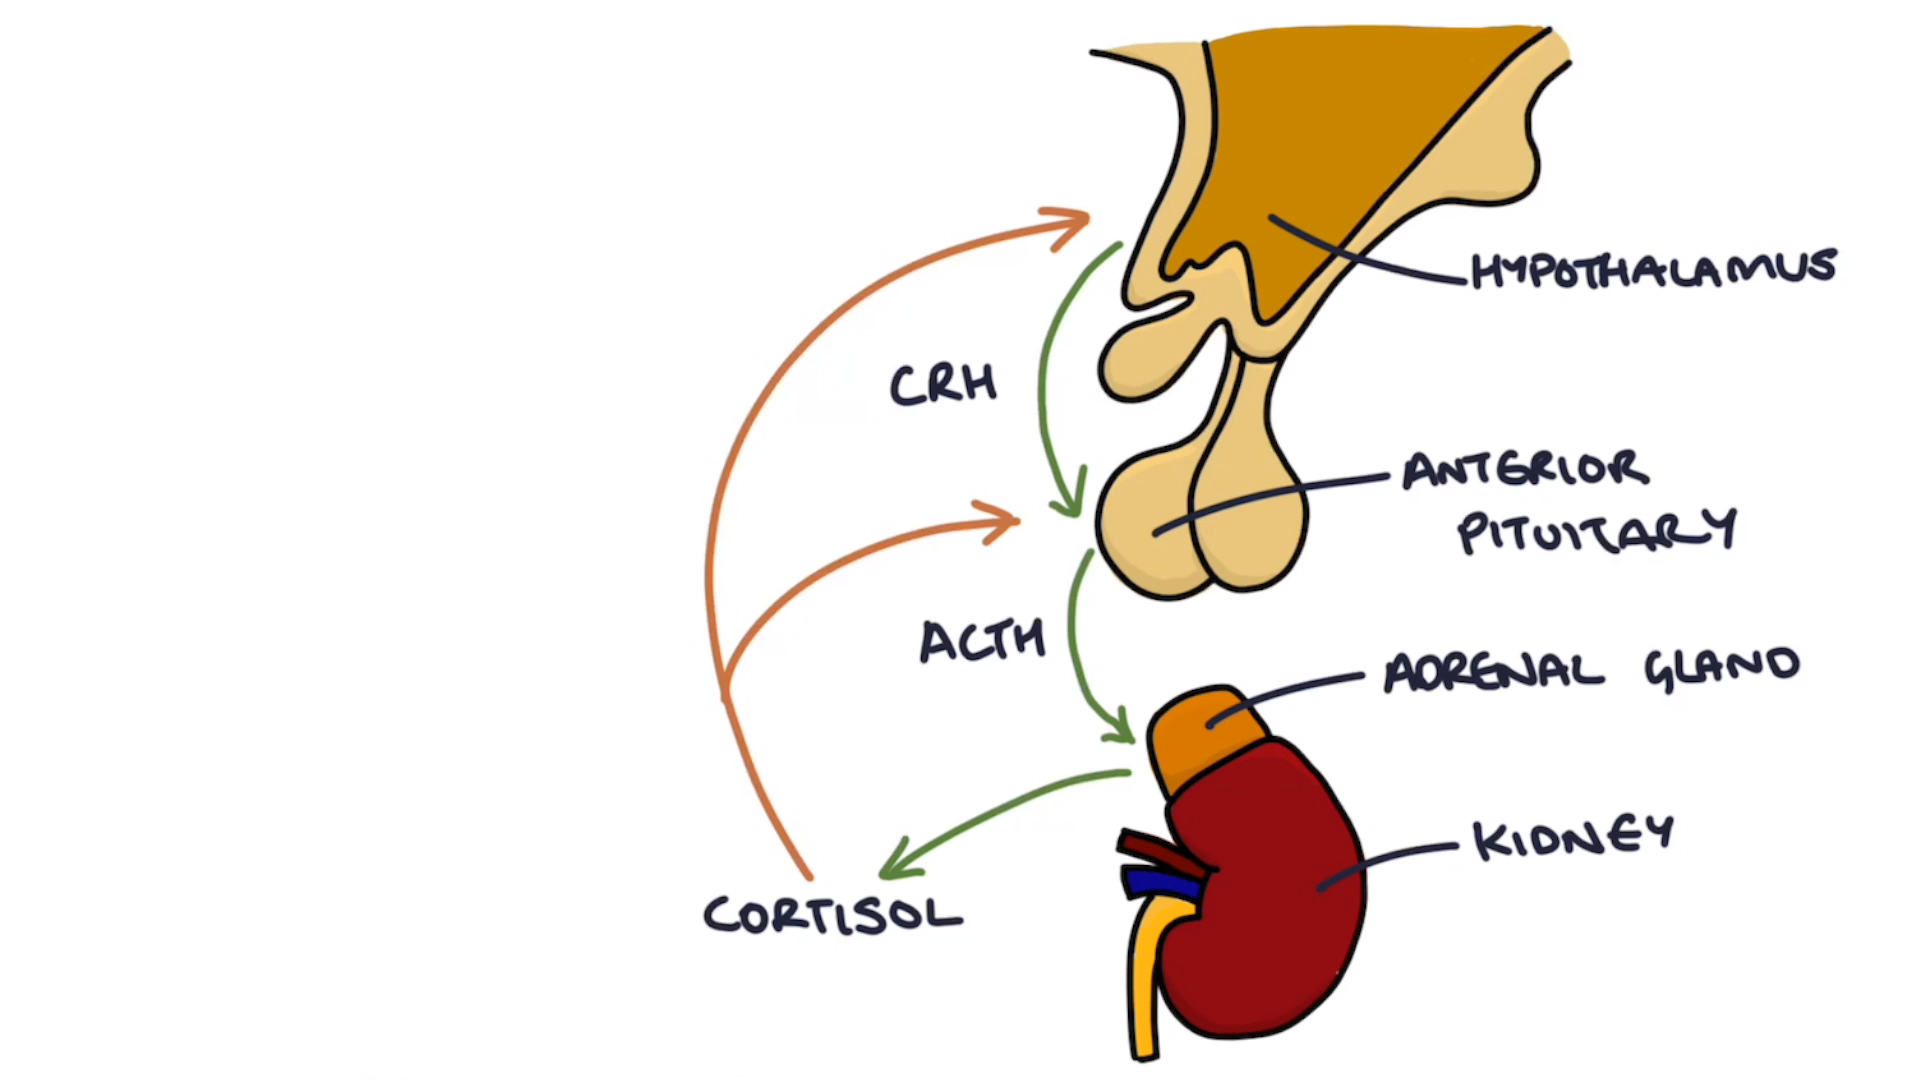 HYPOTHALAMUS
CRH
ANTERIOR
PITUITARY
ACTH
ADRENAL GLAND
KIDNEY
CORTISOL